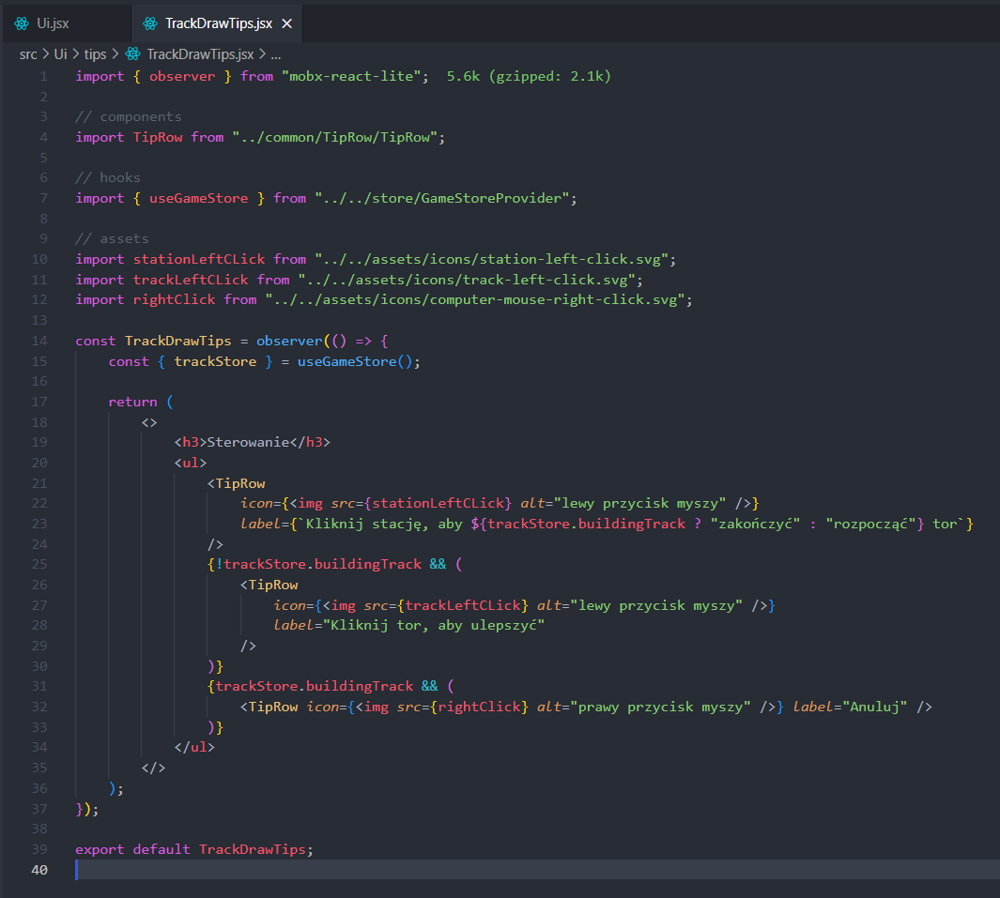 Ui.jsx TrackDrawTips.jsx
src > Ui > tips > TrackDrawTips.jsx > ...
1 import { observer } from "mobx-react-lite"; 5.6k (gzipped: 2.1k)
2
3 // components
4 import TipRow from "../common/TipRow/TipRow";
5
6 // hooks
7 import { useGameStore } from "../../store/GameStoreProvider";
8
9 // assets
10 import stationLeftCLick from "../../assets/icons/station-left-click.svg";
11 import trackLeftCLick from "../../assets/icons/track-left-click.svg";
12 import rightClick from "../../assets/icons/computer-mouse-right-click.svg";
13
14 const TrackDrawTips = observer(() => {
15     const { trackStore } = useGameStore();
16
17     return (
18         <>
19             <h3>Sterowanie</h3>
20             <ul>
21                 <TipRow
22                     icon={<img src={stationLeftCLick} alt="lewy przycisk myszy" />}
23                     label={`Kliknij stację, aby ${trackStore.buildingTrack ? "zakończyć" : "rozpocząć"} tor`}
24                 />
25                 {!trackStore.buildingTrack && (
26                     <TipRow
27                         icon={<img src={trackLeftCLick} alt="lewy przycisk myszy" />}
28                         label="Kliknij tor, aby ulepszyć"
29                     />
30                 )}
31                 {trackStore.buildingTrack && (
32                     <TipRow icon={<img src={rightClick} alt="prawy przycisk myszy" />} label="Anuluj" />
33                 )}
34             </ul>
35         </>
36     );
37 });
38
39 export default TrackDrawTips;
40